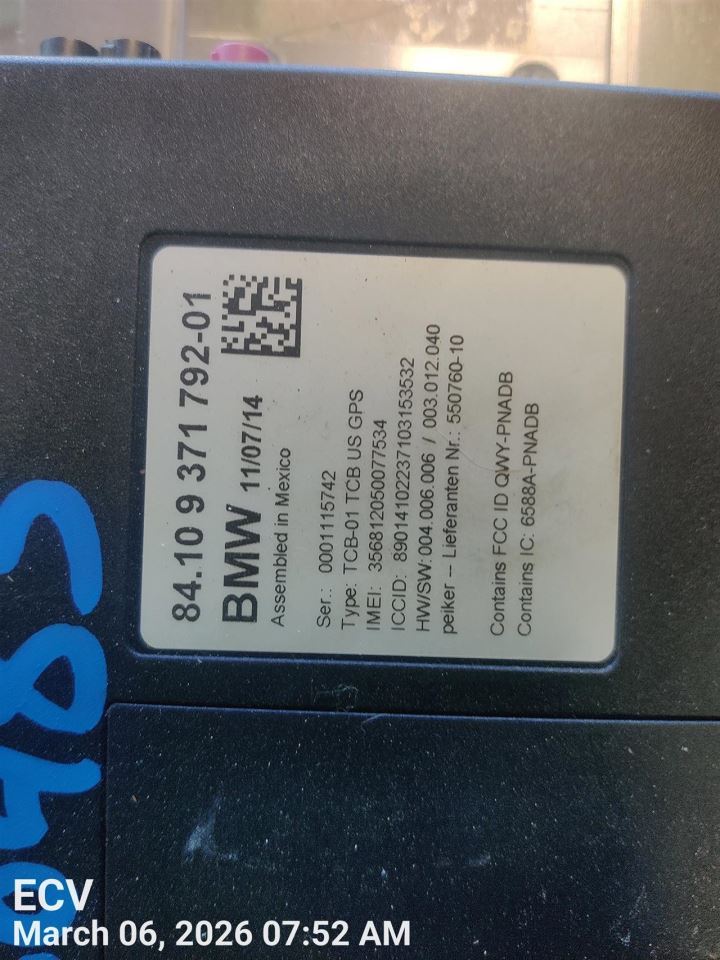 84.10 9 371 792-01
BMW 11/07/14
Assembled in Mexico
Ser.: 0001115742
Type: TCB-01 TCB US GPS
IMEI: 356812050077534
ICCID: 89014102237103153532
HW/SW: 004.006.006 / 003.012.040
peiker -- Lieferanten Nr.: 550760-10
Contains FCC ID QWY-PNADB
Contains IC: 6588A-PNADB
ECV
March 06, 2026 07:52 AM